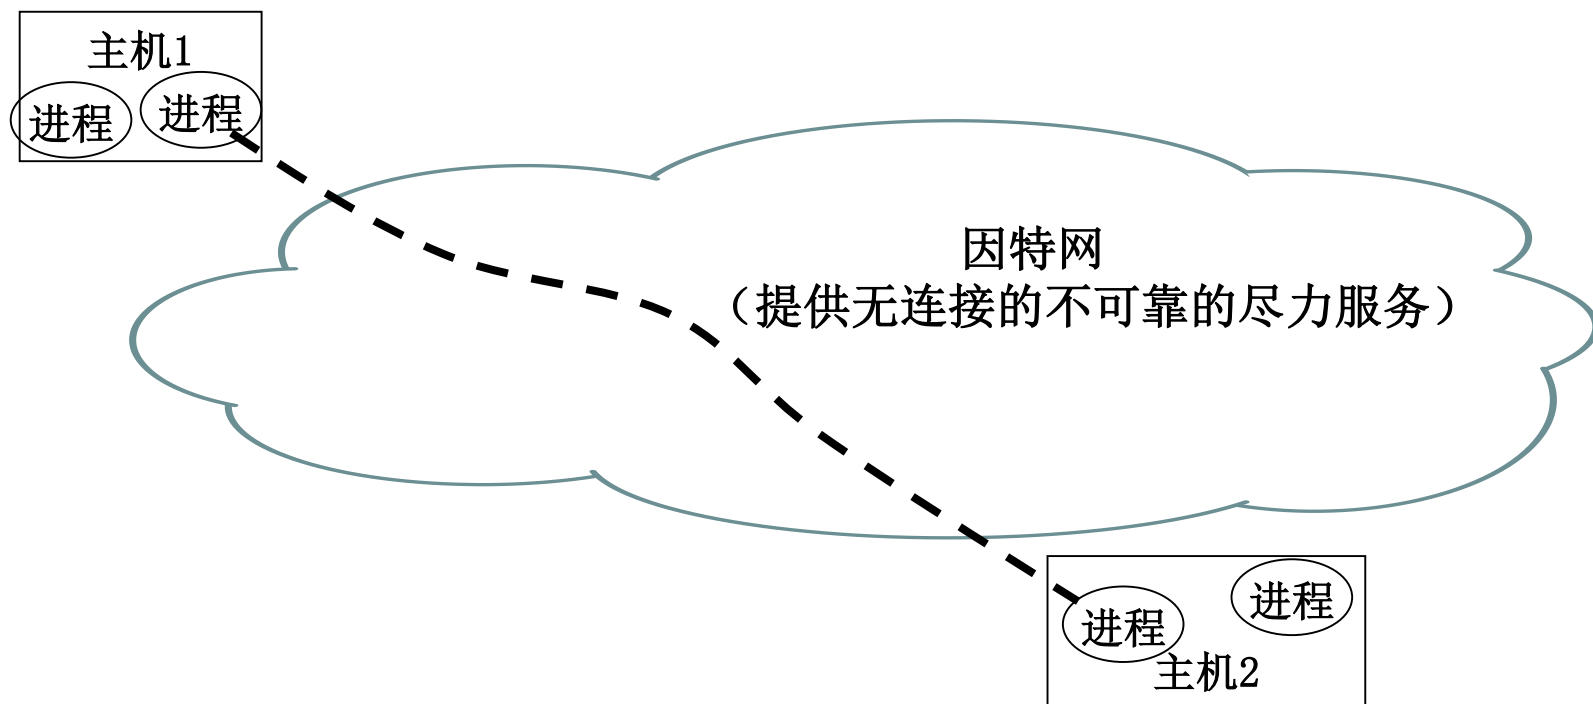 主机1
进程
进程
因特网
（提供无连接的不可靠的尽力服务）
进程
进程
主机2